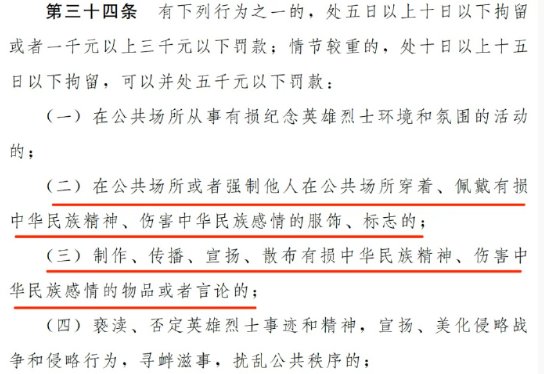 第三十四条 有下列行为之一的，处五日以上十日以下拘留
或者一千元以上三千元以下罚款；情节较重的，处十日以上十五
日以下拘留，可以并处五千元以下罚款：
（一）在公共场所从事有损纪念英雄烈士环境和氛围的活动
的；
（二）在公共场所或者强制他人在公共场所穿着、佩戴有损
中华民族精神、伤害中华民族感情的服饰、标志的；
（三）制作、传播、宣扬、散布有损中华民族精神、伤害中
华民族感情的物品或者言论的；
（四）亵渎、否定英雄烈士事迹和精神，宣扬、美化侵略战
争和侵略行为，寻衅滋事，扰乱公共秩序的；